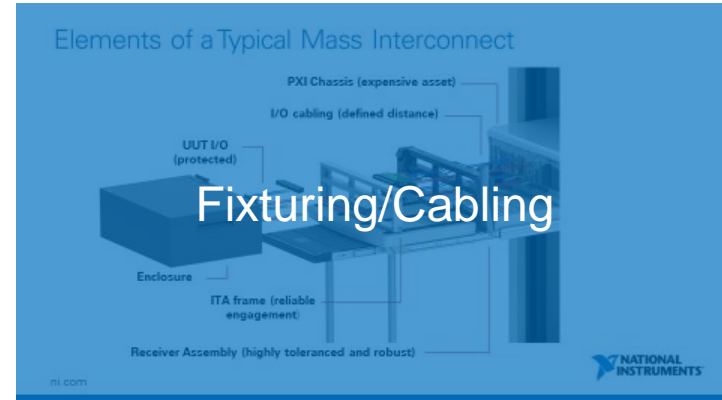 Elements of a Typical Mass Interconnect
PXI Chassis (expensive asset)
I/O cabling (defined distance)
UUT I/O
(protected)
Fixturing/Cabling
Enclosure
ITA frame (reliable
engagement)
Receiver Assembly (highly toleranced and robust)
ni.com
NATIONAL
INSTRUMENTS